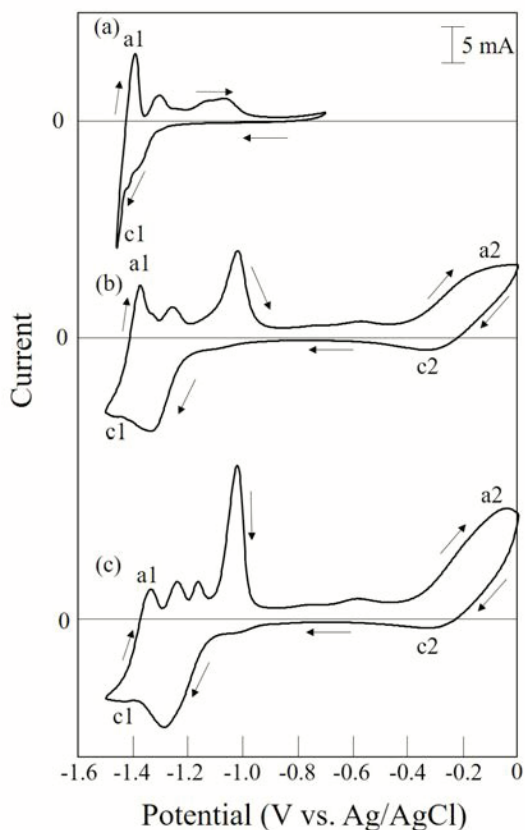 (a)
a1
5 mA
0
c1
a1
(b)
a2
0
c1
c2
Current
a2
(c)
a1
0
c1
c2
-1.6 -1.4 -1.2 -1.0 -0.8 -0.6 -0.4 -0.2 0
Potential (V vs. Ag/AgCl)